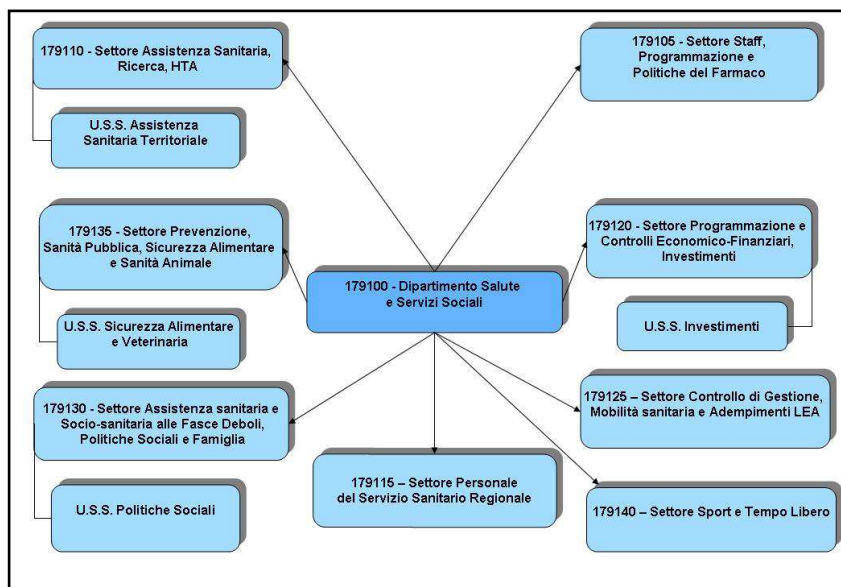 179110 - Settore Assistenza Sanitaria,
Ricerca, HTA
U.S.S. Assistenza
Sanitaria Territoriale
179105 - Settore Staff,
Programmazione e
Politiche del Farmaco
179135 - Settore Prevenzione,
Sanità Pubblica, Sicurezza Alimentare
e Sanità Animale
179120 - Settore Programmazione e
Controlli Economico-Finanziari,
Investimenti
179100 - Dipartimento Salute
e Servizi Sociali
U.S.S. Sicurezza Alimentare
e Veterinaria
U.S.S. Investimenti
179130 - Settore Assistenza sanitaria e
Socio-sanitaria alle Fasce Deboli,
Politiche Sociali e Famiglia
179125 – Settore Controllo di Gestione,
Mobilità sanitaria e Adempimenti LEA
179115 – Settore Personale
del Servizio Sanitario Regionale
U.S.S. Politiche Sociali
179140 – Settore Sport e Tempo Libero